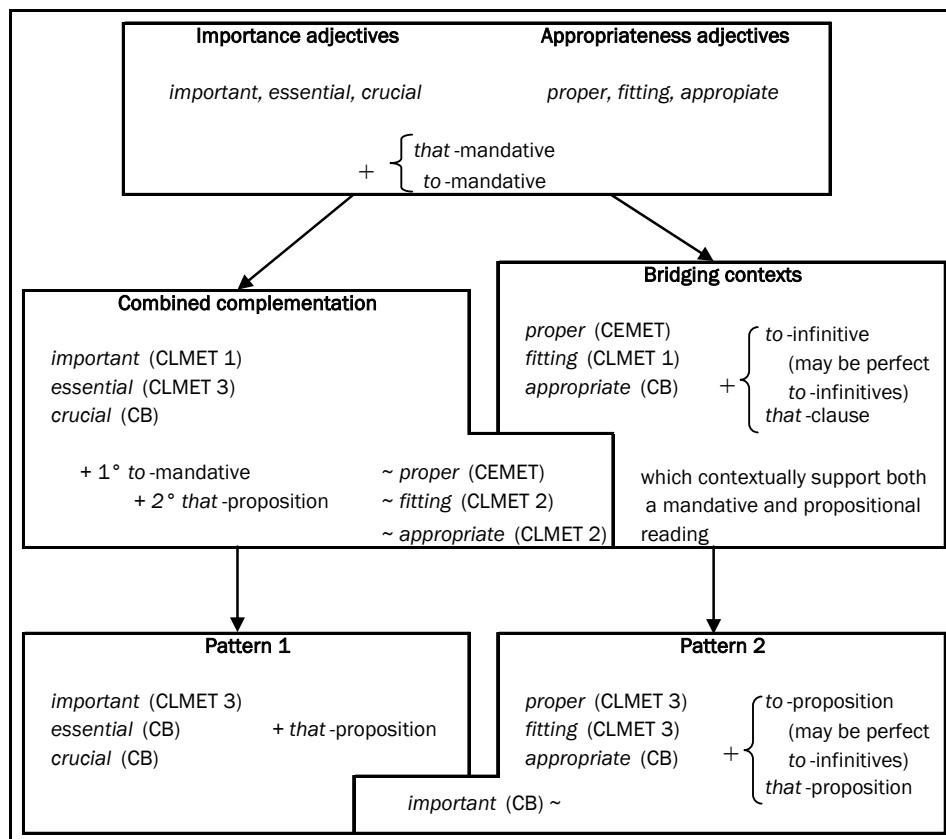 Importance adjectives Appropriateness adjectives
important, essential, crucial proper, fitting, appropiate
+ { that -mandative
to -mandative
Combined complementation
important (CLMET 1)
essential (CLMET 3)
crucial (CB)
+ 1° to -mandative
+ 2° that -proposition
~ proper (CEMET)
~ fitting (CLMET 2)
~ appropriate (CLMET 2)
Bridging contexts
proper (CEMET)
fitting (CLMET 1)
appropriate (CB)
+ { to -infinitive
(may be perfect
to -infinitives)
that -clause
which contextually support both
a mandative and propositional
reading
Pattern 1
important (CLMET 3)
essential (CB) + that -proposition
crucial (CB)
Pattern 2
proper (CLMET 3)
fitting (CLMET 3)
appropriate (CB)
+ { to -proposition
(may be perfect
to -infinitives)
that -proposition
important (CB) ~